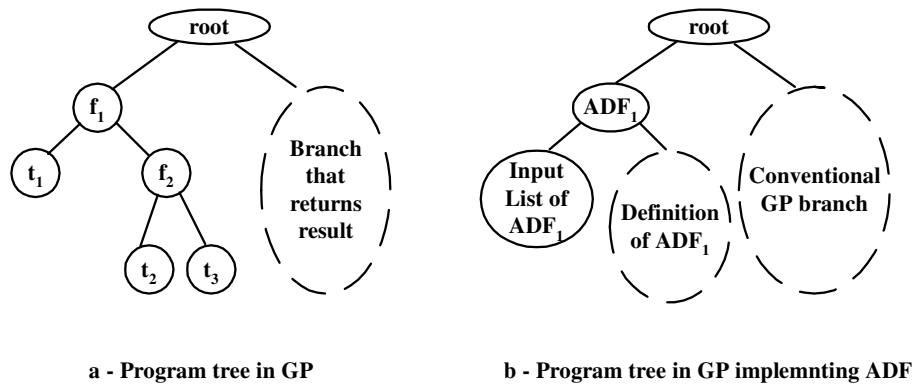 root
f1
t1
f2
t2
t3
Branch
that
returns
result
a - Program tree in GP
root
ADF1
Input
List of
ADF1
Definition
of ADF1
Conventional
GP branch
b - Program tree in GP implemnting ADF